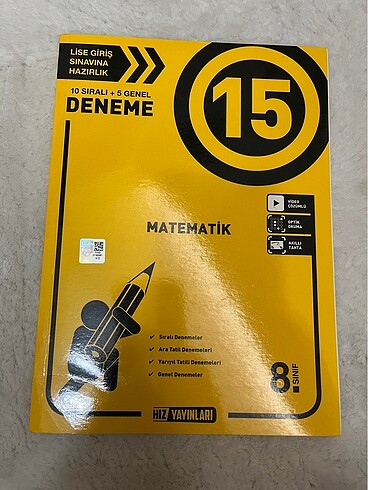 LİSE GİRİŞ
SINAVINA
HAZIRLIK
10 SIRALI + 5 GENEL
DENEME
15
VİDEO
ÇÖZÜMLÜ
OPTİK
OKUMA
AKILLI
TAHTA
MATEMATİK
✓ Sıralı Denemeler
✓ Ara Tatil Denemeleri
✓ Yarıyıl Tatili Denemeleri
✓ Genel Denemeler
8.
SINIF
HIZ YAYINLARI